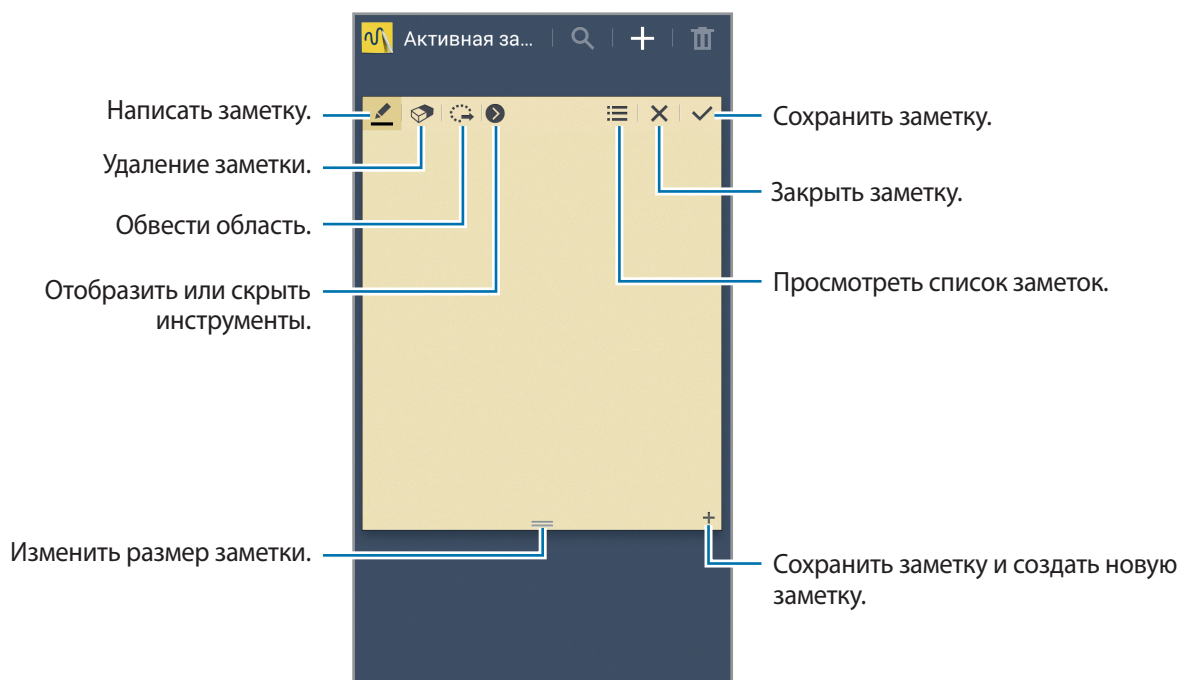 Активная за...
Написать заметку.
Удаление заметки.
Обвести область.
Отобразить или скрыть
инструменты.
Изменить размер заметки.
Сохранить заметку.
Закрыть заметку.
Просмотреть список заметок.
Сохранить заметку и создать новую
заметку.